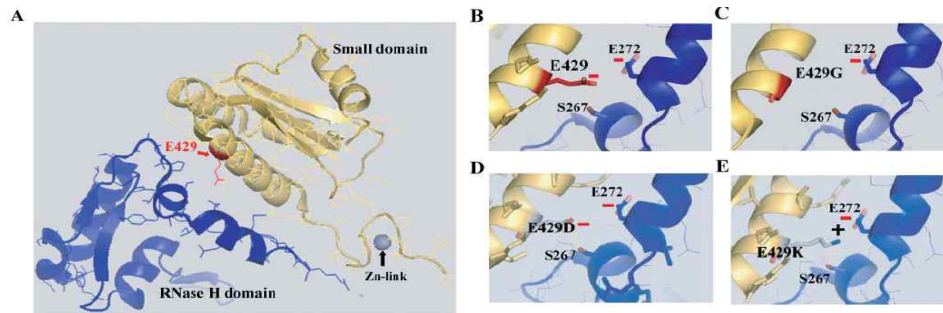 A
Small domain
E429
Zn-link
RNase H domain
B
E272
E429
S267
C
E272
E429G
S267
D
E272
E429D
S267
E
E272
+
E429K
S267